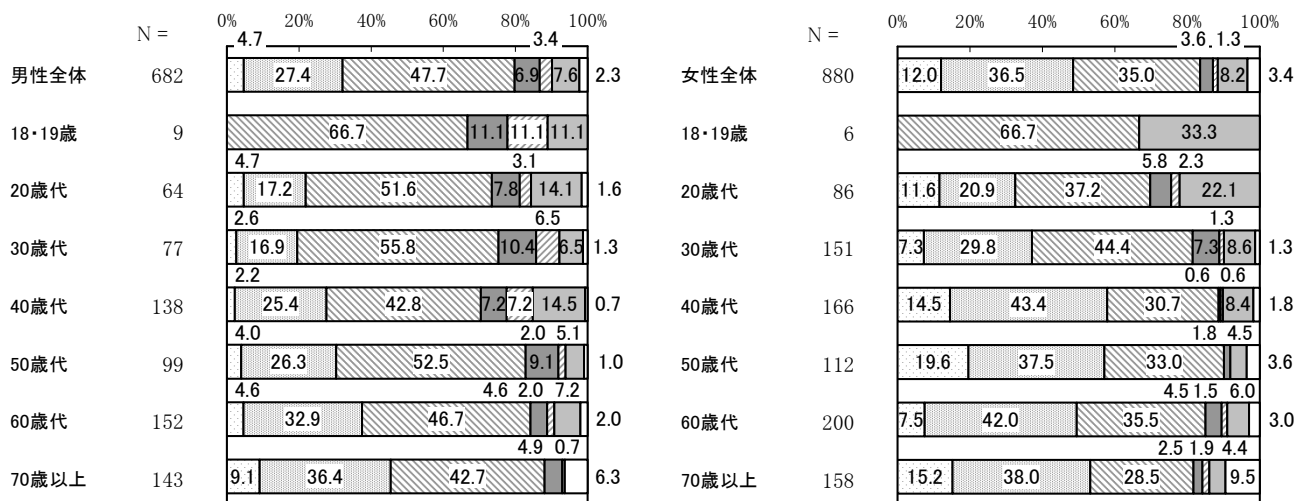 0% 20% 40% 60% 80% 100%
N =
4.7 3.4
男性全体 682 27.4 47.7 6.9 7.6 2.3
18・19歳 9 66.7 11.1 11.1 11.1
4.7 3.1
20歳代 64 17.2 51.6 7.8 14.1 1.6
2.6 6.5
30歳代 77 16.9 55.8 10.4 6.5 1.3
2.2
40歳代 138 25.4 42.8 7.2 7.2 14.5 0.7
4.0 2.0 5.1
50歳代 99 26.3 52.5 9.1 1.0
4.6 4.6 2.0 7.2
60歳代 152 32.9 46.7 2.0
4.9 0.7
70歳以上 143 9.1 36.4 42.7 6.3
0% 20% 40% 60% 80% 100%
N =
3.6 1.3
女性全体 880 12.0 36.5 35.0 8.2 3.4
18・19歳 6 66.7 33.3
5.8 2.3
20歳代 86 11.6 20.9 37.2 22.1
1.3
30歳代 151 7.3 29.8 44.4 7.3 8.6 1.3
0.6 0.6
40歳代 166 14.5 43.4 30.7 8.4 1.8
1.8 4.5
50歳代 112 19.6 37.5 33.0 3.6
4.5 1.5 6.0
60歳代 200 7.5 42.0 35.5 3.0
2.5 1.9 4.4
70歳以上 158 15.2 38.0 28.5 9.5